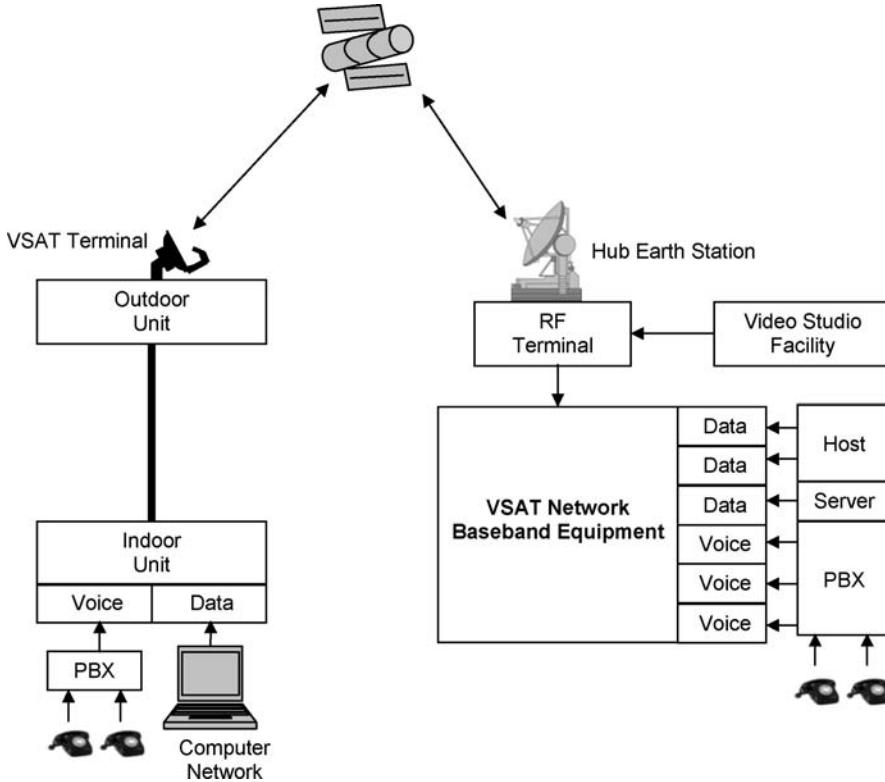 VSAT Terminal
Outdoor
Unit
Indoor
Unit
Voice
Data
PBX
Computer
Network
Hub Earth Station
RF
Terminal
Video Studio
Facility
VSAT Network
Baseband Equipment
Data
Data
Data
Voice
Voice
Voice
Host
Server
PBX